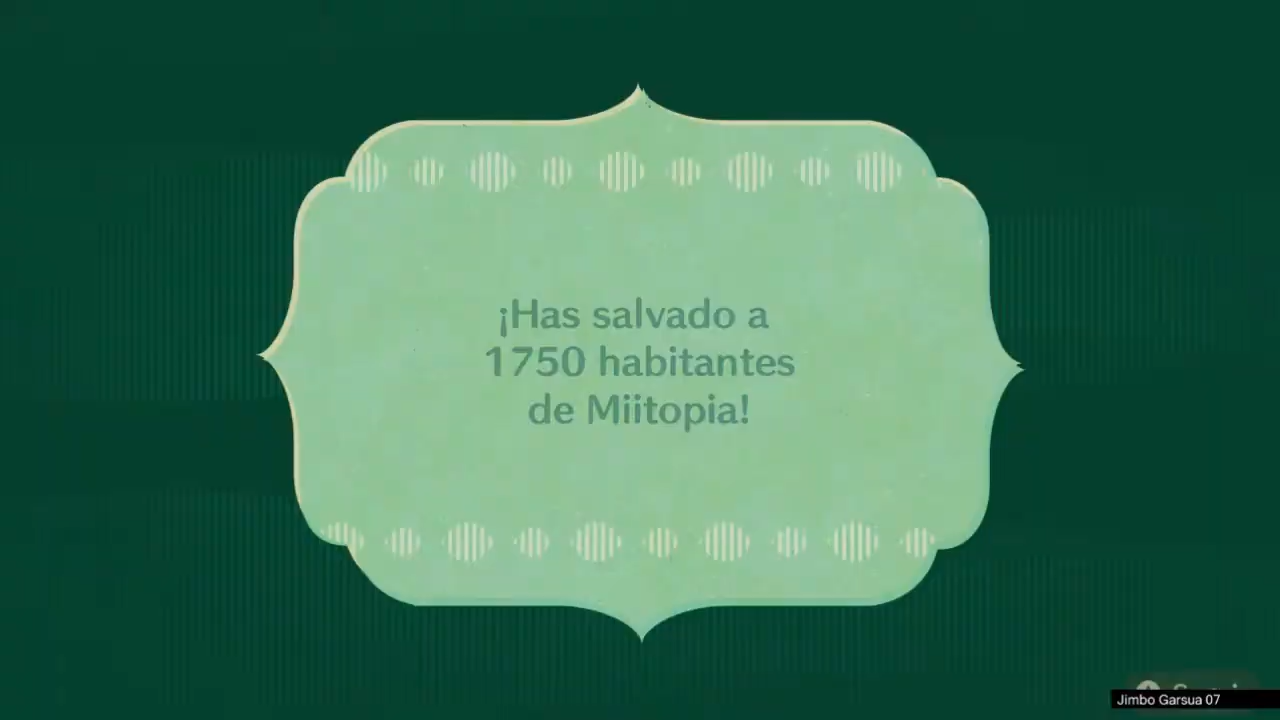 ¡Has salvado a
1750 habitantes
de Miitopia!
Jimbo Garsua 07